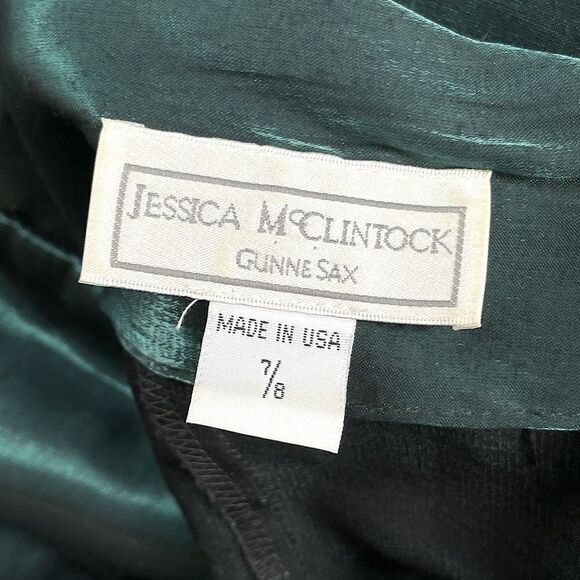 JESSICA McCLINTOCK
GUNNE SAX
MADE IN USA
7/8